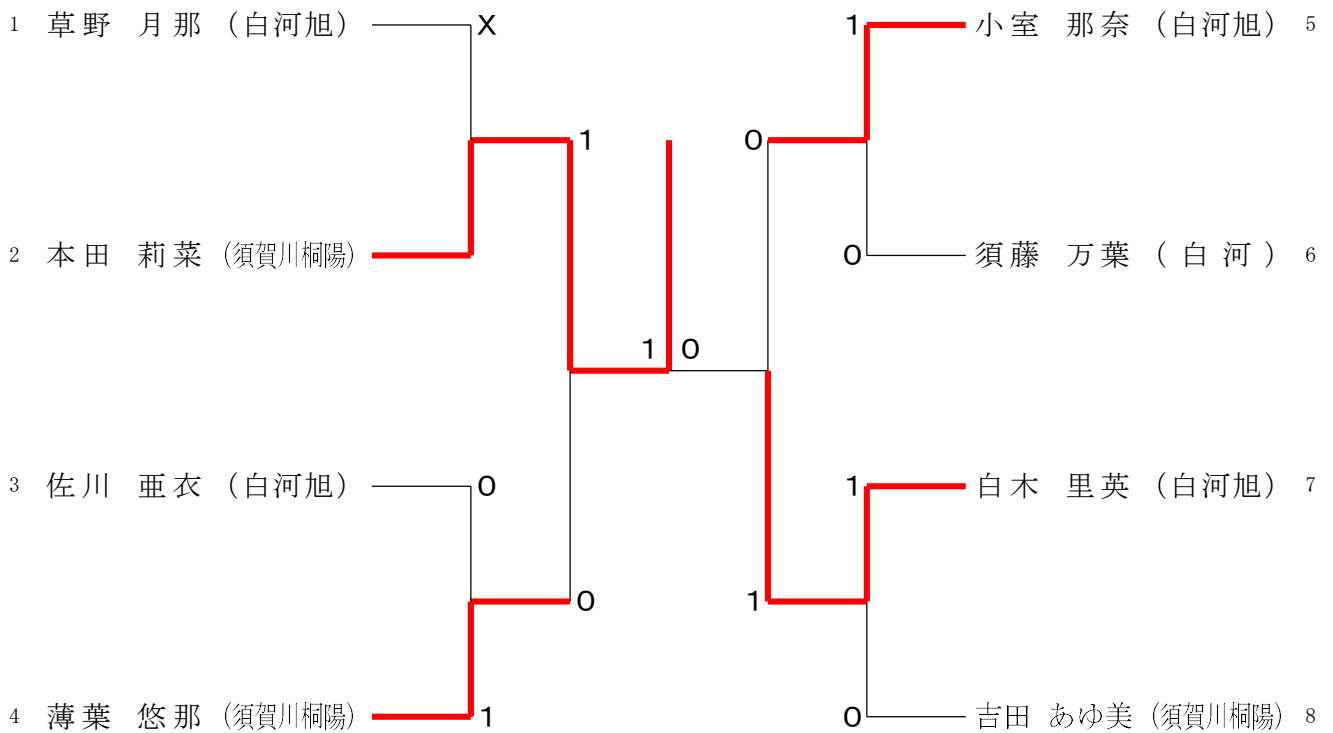 1 草野 月那 (白河旭) X 1 小室 那奈 (白河旭) 5
1 0
2 本田 莉菜 (須賀川桐陽) 0 須藤 万葉 (白河) 6
1 0
3 佐川 亜衣 (白河旭) 0 1 白木 里英 (白河旭) 7
0 1
4 薄葉 悠那 (須賀川桐陽) 1 0 吉田 あゆ美 (須賀川桐陽) 8